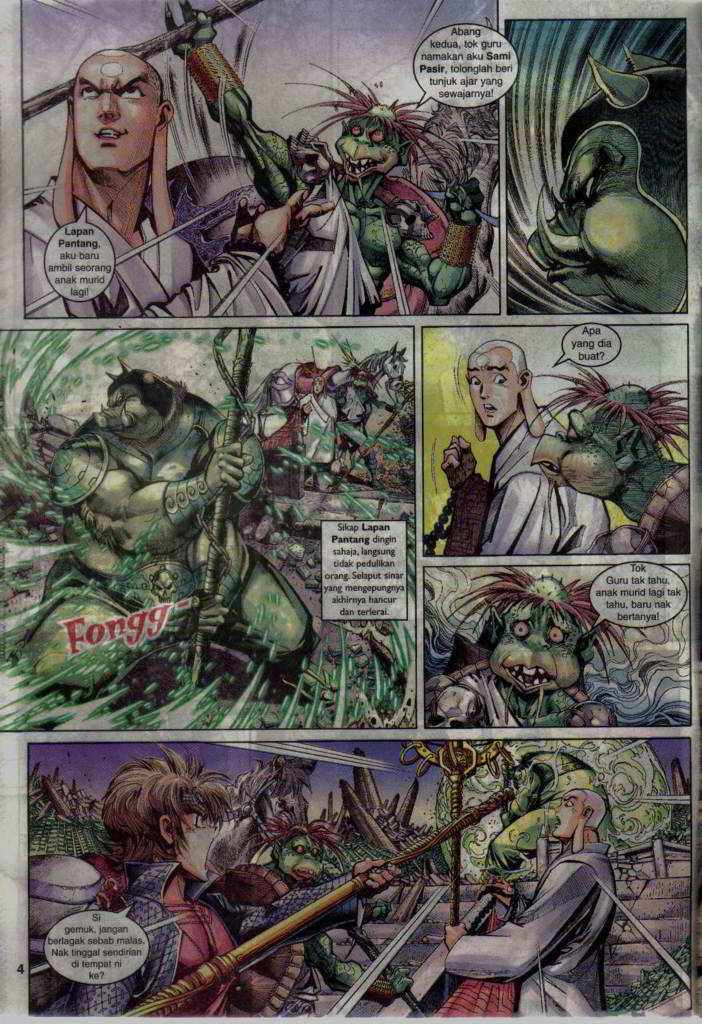 Abang
kedua, tok guru
namakan aku Sami
Pasir, tolonglah beri
tunjuk ajar yang
sewajarnya!
Lapan
Pantang,
aku baru
ambil seorang
anak murid
lagi!
Sikap Lapan
Pantang dingin
sahaja, langsung
tidak pedulikan
orang. Selaput sinar
yang mengepungnya
akhirnya hancur
dan terlerai.
Fongg-
Apa
yang dia
buat?
Tok
Guru tak tahu,
anak murid lagi tak
tahu, baru nak
bertanya!
Si
gemuk, jangan
berlagak sebab malas.
Nak tinggal sendirian
di tempat ni
ke?
4